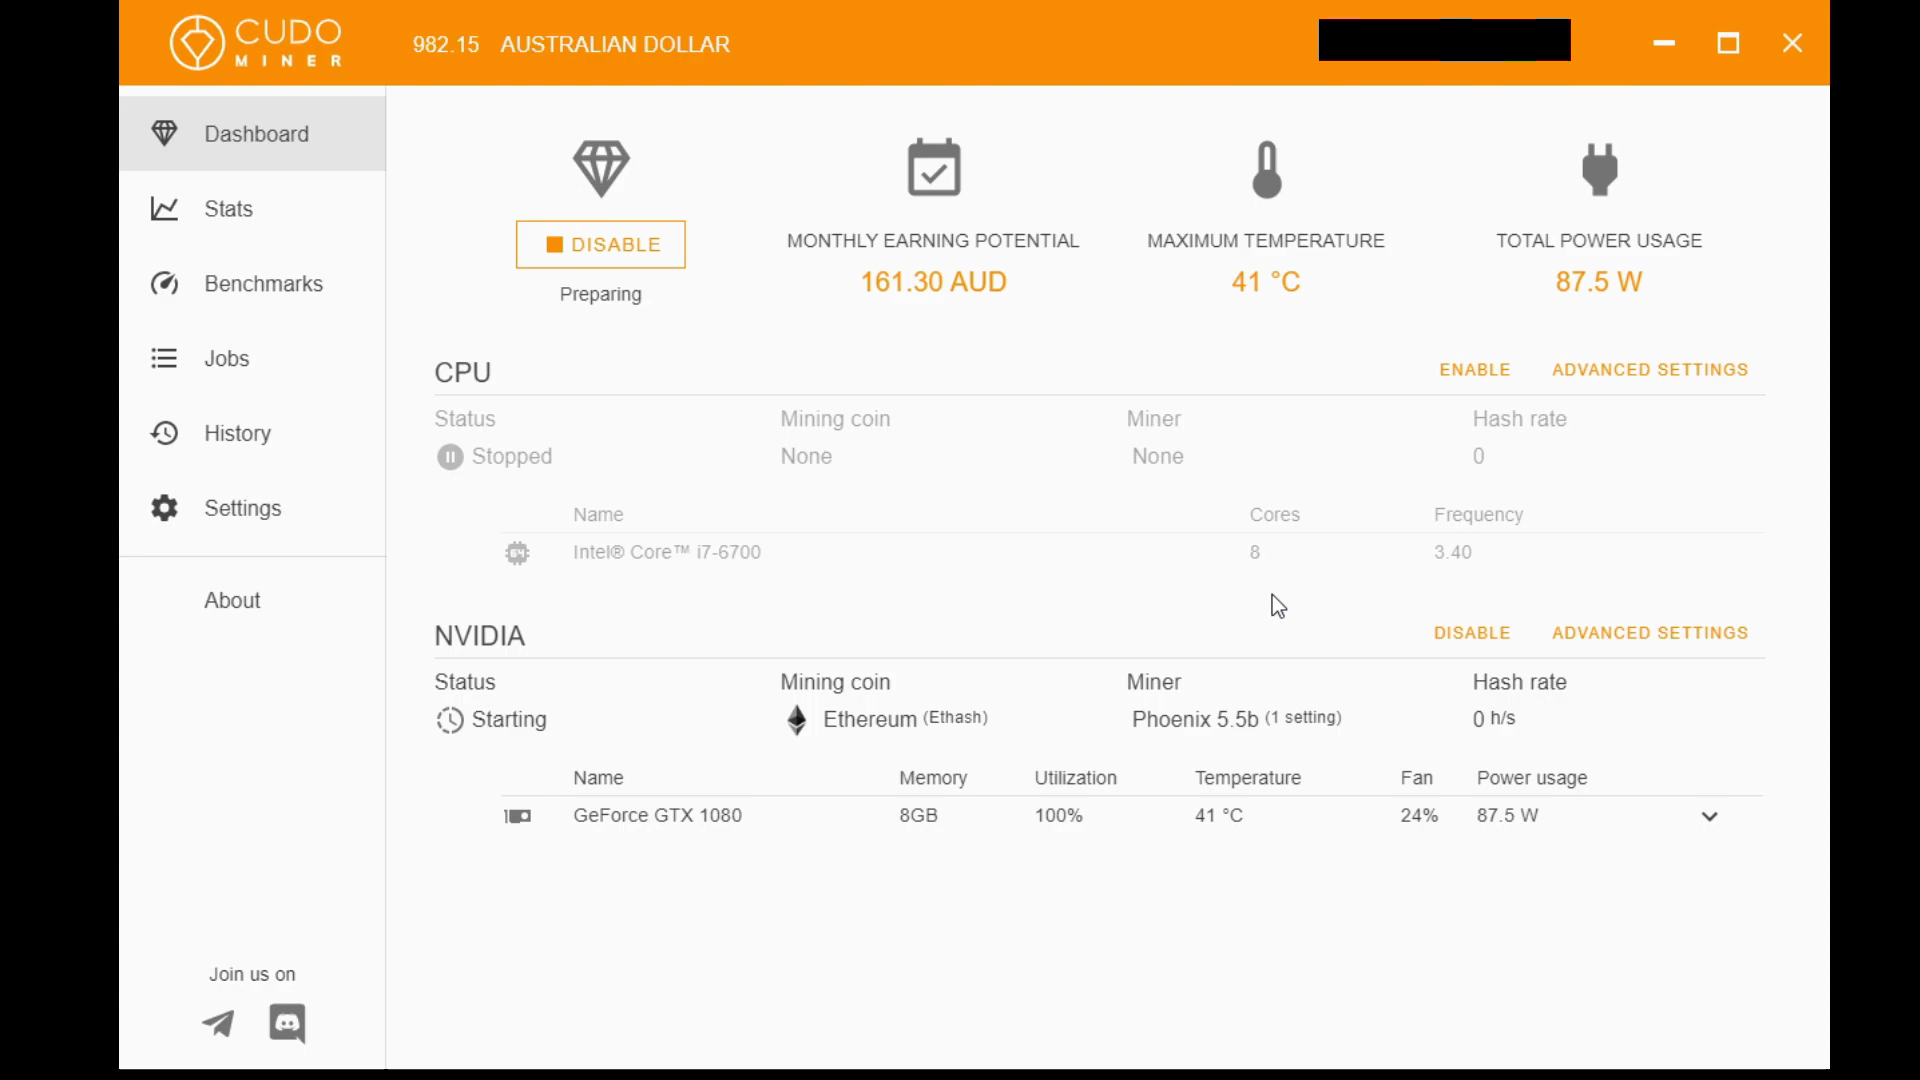 CUDO
MINER
982.15 AUSTRALIAN DOLLAR
Dashboard
Stats
Benchmarks
Jobs
History
Settings
About
Join us on
DISABLE
Preparing
MONTHLY EARNING POTENTIAL
161.30 AUD
MAXIMUM TEMPERATURE
41 °C
TOTAL POWER USAGE
87.5 W
CPU ENABLE ADVANCED SETTINGS
Status Mining coin Miner Hash rate
Stopped None None 0
Name Cores Frequency
64 Intel® Core™ i7-6700 8 3.40
NVIDIA DISABLE ADVANCED SETTINGS
Status Mining coin Miner Hash rate
Starting Ethereum (Ethash) Phoenix 5.5b (1 setting) 0 h/s
Name Memory Utilization Temperature Fan Power usage
GeForce GTX 1080 8GB 100% 41 °C 24% 87.5 W